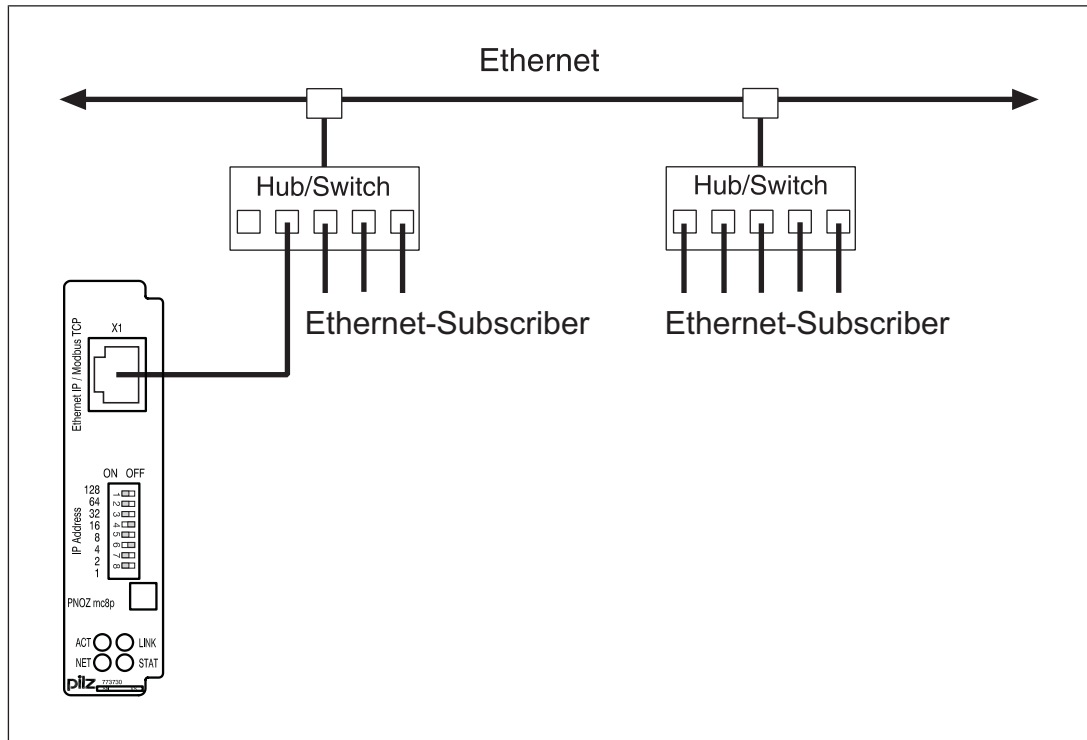 Ethernet
Hub/Switch
Hub/Switch
Ethernet-Subscriber
Ethernet-Subscriber
X1
Ethernet IP / Modbus TCP
ON OFF
IP Address
128
64
32
16
8
4
2
1
1
2
3
4
5
6
7
8
PNOZ mc8p
ACT
LINK
NET
STAT
pilz
773730